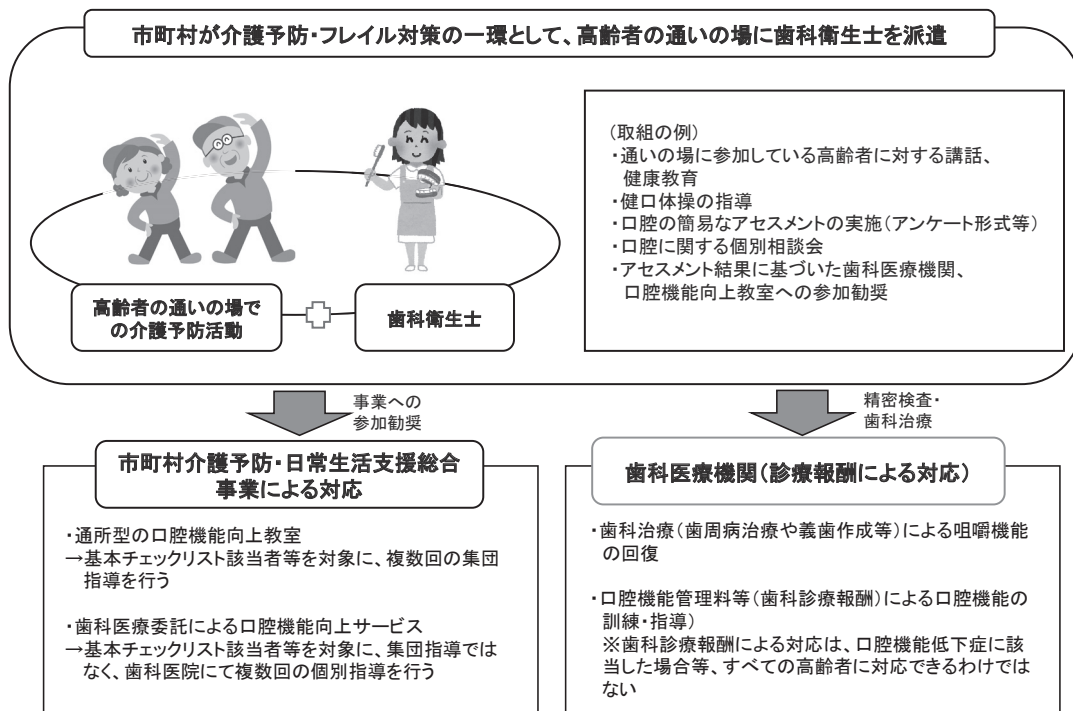 市町村が介護予防・フレイル対策の一環として、高齢者の通いの場に歯科衛生士を派遣
高齢者の通いの場で
の介護予防活動
歯科衛生士
（取組の例）
・通いの場に参加している高齢者に対する講話、
健康教育
・健口体操の指導
・口腔の簡易なアセスメントの実施（アンケート形式等）
・口腔に関する個別相談会
・アセスメント結果に基づいた歯科医療機関、
口腔機能向上教室への参加勧奨
事業への
参加勧奨
精密検査・
歯科治療
市町村介護予防・日常生活支援総合
事業による対応
・通所型の口腔機能向上教室
→基本チェックリスト該当者等を対象に、複数回の集団
指導を行う
・歯科医療委託による口腔機能向上サービス
→基本チェックリスト該当者等を対象に、集団指導では
なく、歯科医院にて複数回の個別指導を行う
歯科医療機関（診療報酬による対応）
・歯科治療（歯周病治療や義歯作成等）による咀嚼機能
の回復
・口腔機能管理料等（歯科診療報酬）による口腔機能の
訓練・指導）
※歯科診療報酬による対応は、口腔機能低下症に該
当した場合等、すべての高齢者に対応できるわけでは
ない